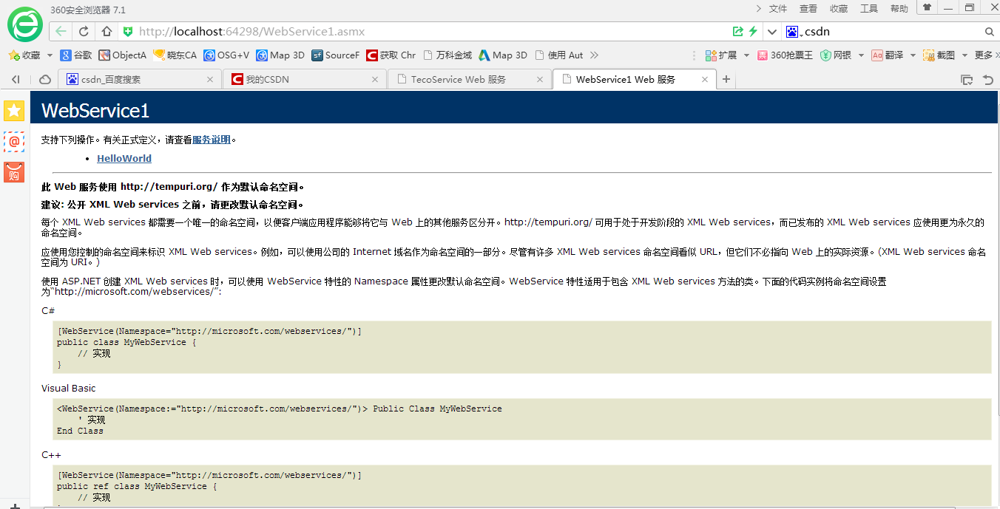 360安全浏览器 7.1
文件 查看 收藏 工具 帮助
http://localhost:64298/WebService1.asmx
csdn
收藏 谷歌 ObjectA 晓东CA OSG+V Map 3D SourceF 获取 Chr 万科金域 Map 3D 使用 Aut 扩展 360抢票王 网银 翻译 截图 更多
csdn_百度搜索 我的CSDN TecoService Web 服务 WebService1 Web 服务
WebService1
支持下列操作。有关正式定义，请查看服务说明。
• HelloWorld
此 Web 服务使用 http://tempuri.org/ 作为默认命名空间。
建议: 公开 XML Web services 之前，请更改默认命名空间。
每个 XML Web services 都需要一个唯一的命名空间，以便客户端应用程序能够将它与 Web 上的其他服务区分开。http://tempuri.org/ 可用于处于开发阶段的 XML Web services，而已发布的 XML Web services 应使用更为永久的
命名空间。
应使用您控制的命名空间来标识 XML Web services。例如，可以使用公司的 Internet 域名作为命名空间的一部分。尽管有许多 XML Web services 命名空间看似 URL，但它们不必指向 Web 上的实际资源。(XML Web services 命名
空间为 URI。)
使用 ASP.NET 创建 XML Web services 时，可以使用 WebService 特性的 Namespace 属性更改默认命名空间。WebService 特性适用于包含 XML Web services 方法的类。下面的代码实例将命名空间设置
为“http://microsoft.com/webservices/”:
C#
[WebService(Namespace="http://microsoft.com/webservices/")]
public class MyWebService {
// 实现
}
Visual Basic
<WebService(Namespace:="http://microsoft.com/webservices/")> Public Class MyWebService
' 实现
End Class
C++
[WebService(Namespace="http://microsoft.com/webservices/")]
public ref class MyWebService {
// 实现
@
购